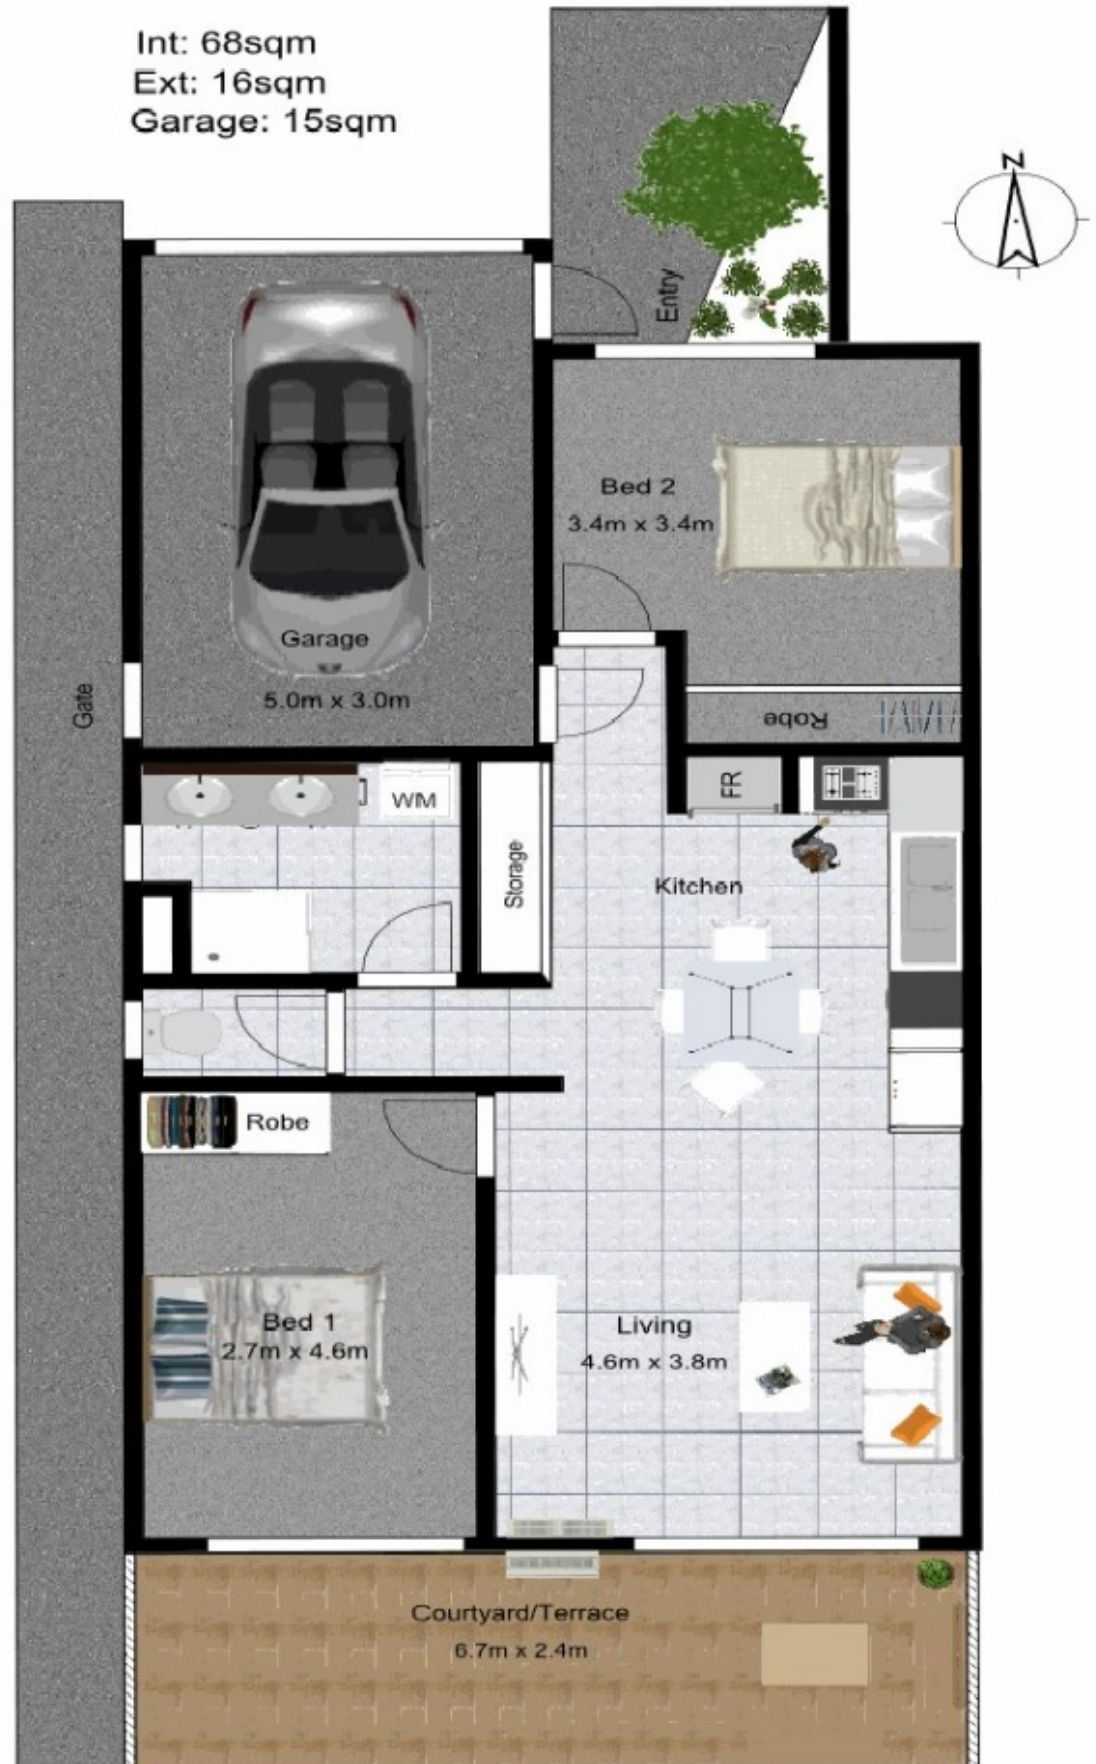 Int: 68sqm
Ext: 16sqm
Garage: 15sqm
N
Entry
Bed 2
3.4m x 3.4m
Garage
5.0m x 3.0m
Gate
Robe
WM
FR
Storage
Kitchen
Robe
Bed 1
2.7m x 4.6m
Living
4.6m x 3.8m
Courtyard/Terrace
6.7m x 2.4m